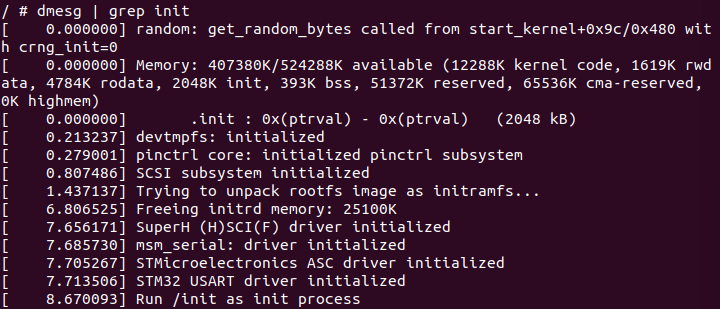 / # dmesg | grep init
[    0.000000] random: get_random_bytes called from start_kernel+0x9c/0x480 wit
h crng_init=0
[    0.000000] Memory: 407380K/524288K available (12288K kernel code, 1619K rwd
ata, 4784K rodata, 2048K init, 393K bss, 51372K reserved, 65536K cma-reserved,
0K highmem)
[    0.000000]       .init : 0x(ptrval) - 0x(ptrval)   (2048 kB)
[    0.213237] devtmpfs: initialized
[    0.279001] pinctrl core: initialized pinctrl subsystem
[    0.807486] SCSI subsystem initialized
[    1.437137] Trying to unpack rootfs image as initramfs...
[    6.806525] Freeing initrd memory: 25100K
[    7.656171] SuperH (H)SCI(F) driver initialized
[    7.685730] msm_serial: driver initialized
[    7.705267] STMicroelectronics ASC driver initialized
[    7.713506] STM32 USART driver initialized
[    8.670093] Run /init as init process